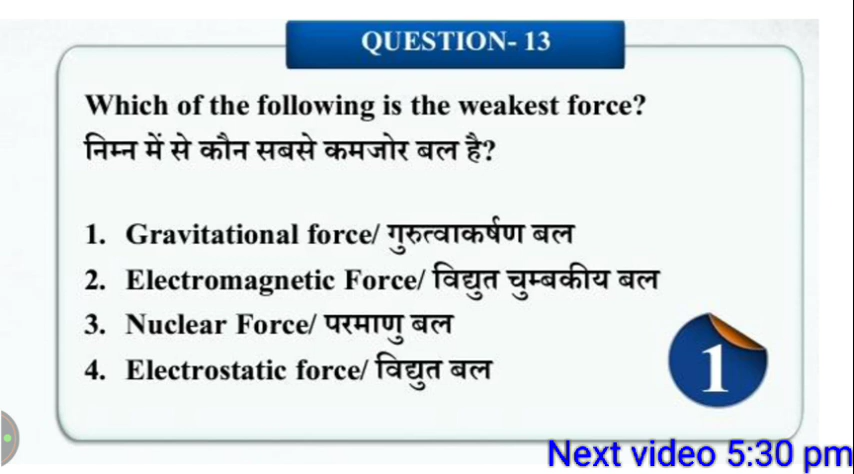 QUESTION- 13
Which of the following is the weakest force?
निम्न में से कौन सबसे कमजोर बल है?
1. Gravitational force/ गुरुत्वाकर्षण बल
2. Electromagnetic Force/ विद्युत चुम्बकीय बल
3. Nuclear Force/ परमाणु बल
4. Electrostatic force/ विद्युत बल
1
Next video 5:30 pm